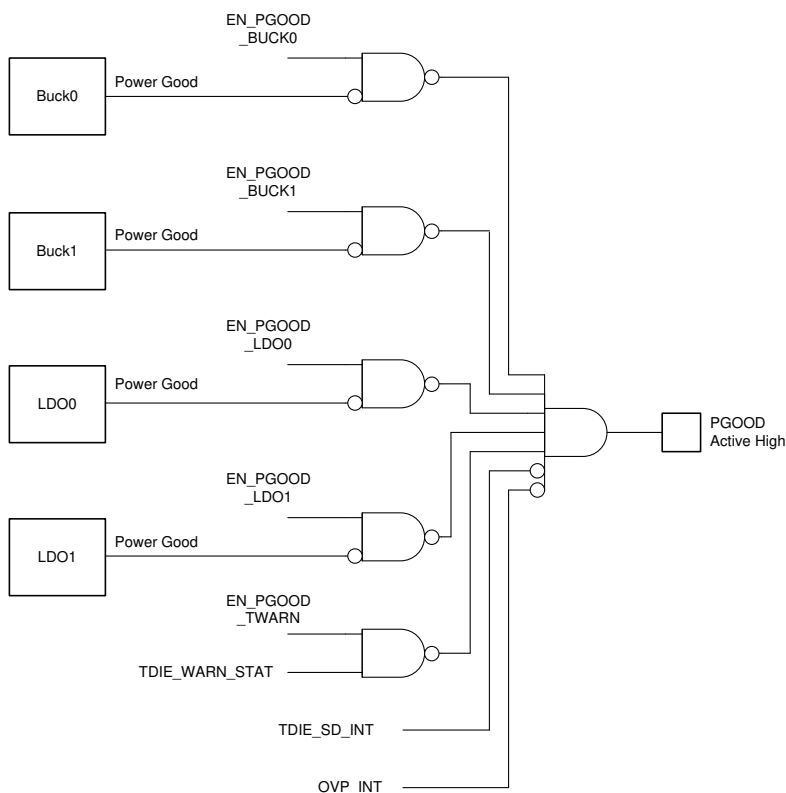 EN_PGOOD
_BUCK0
Buck0
Power Good
EN_PGOOD
_BUCK1
Buck1
Power Good
EN_PGOOD
_LDO0
LDO0
Power Good
PGOOD
Active High
EN_PGOOD
_LDO1
LDO1
Power Good
EN_PGOOD
_TWARN
TDIE_WARN_STAT
TDIE_SD_INT
OVP_INT